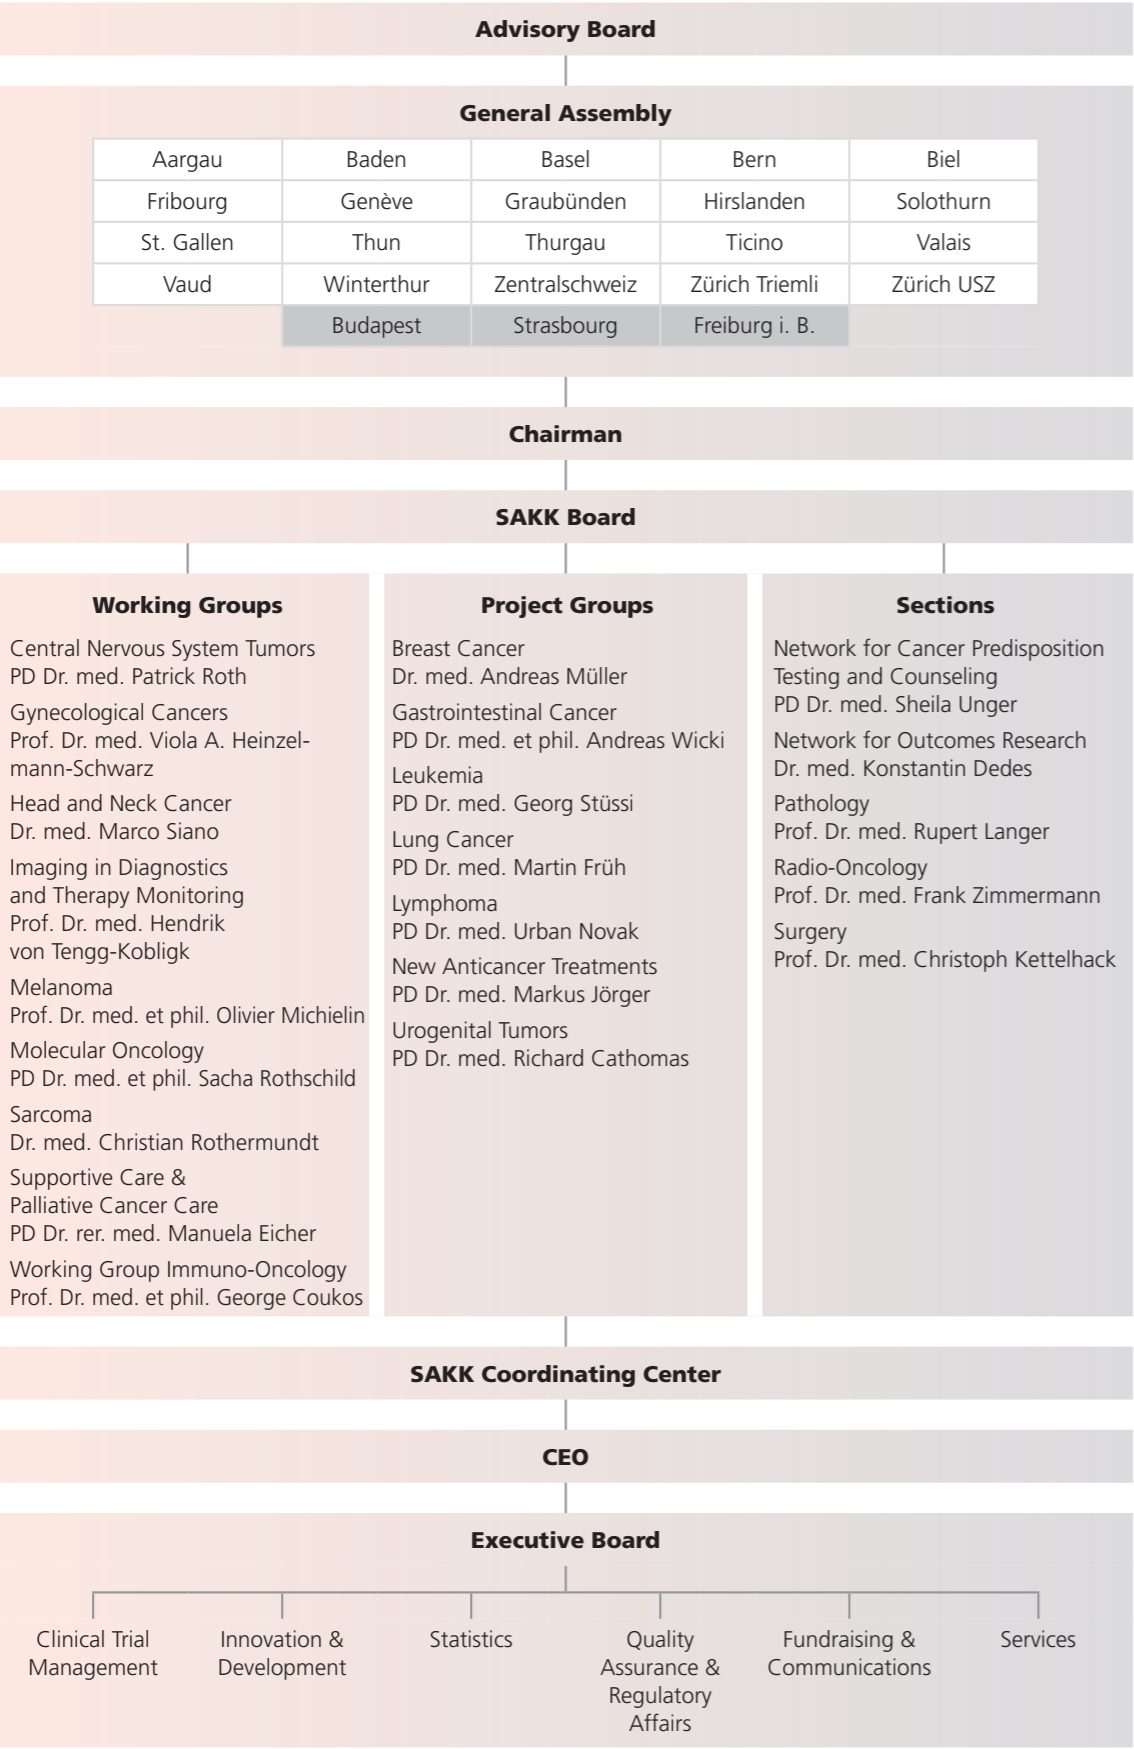 Advisory Board
General Assembly
Aargau Baden Basel Bern Biel
Fribourg Genève Graubünden Hirslanden Solothurn
St. Gallen Thun Thurgau Ticino Valais
Vaud Winterthur Zentralschweiz Zürich Triemli Zürich USZ
Budapest Strasbourg Freiburg i. B.
Chairman
SAKK Board
Working Groups
Central Nervous System Tumors
PD Dr. med. Patrick Roth
Gynecological Cancers
Prof. Dr. med. Viola A. Heinzel-
mann-Schwarz
Head and Neck Cancer
Dr. med. Marco Siano
Imaging in Diagnostics
and Therapy Monitoring
Prof. Dr. med. Hendrik
von Tengg-Kobligk
Melanoma
Prof. Dr. med. et phil. Olivier Michielin
Molecular Oncology
PD Dr. med. et phil. Sacha Rothschild
Sarcoma
Dr. med. Christian Rothermundt
Supportive Care &
Palliative Cancer Care
PD Dr. rer. med. Manuela Eicher
Working Group Immuno-Oncology
Prof. Dr. med. et phil. George Coukos
Project Groups
Breast Cancer
Dr. med. Andreas Müller
Gastrointestinal Cancer
PD Dr. med. et phil. Andreas Wicki
Leukemia
PD Dr. med. Georg Stüssi
Lung Cancer
PD Dr. med. Martin Früh
Lymphoma
PD Dr. med. Urban Novak
New Anticancer Treatments
PD Dr. med. Markus Jörger
Urogenital Tumors
PD Dr. med. Richard Cathomas
Sections
Network for Cancer Predisposition
Testing and Counseling
PD Dr. med. Sheila Unger
Network for Outcomes Research
Dr. med. Konstantin Dedes
Pathology
Prof. Dr. med. Rupert Langer
Radio-Oncology
Prof. Dr. med. Frank Zimmermann
Surgery
Prof. Dr. med. Christoph Kettelhack
SAKK Coordinating Center
CEO
Executive Board
Clinical Trial
Management
Innovation &
Development
Statistics
Quality
Assurance &
Regulatory
Affairs
Fundraising &
Communications
Services